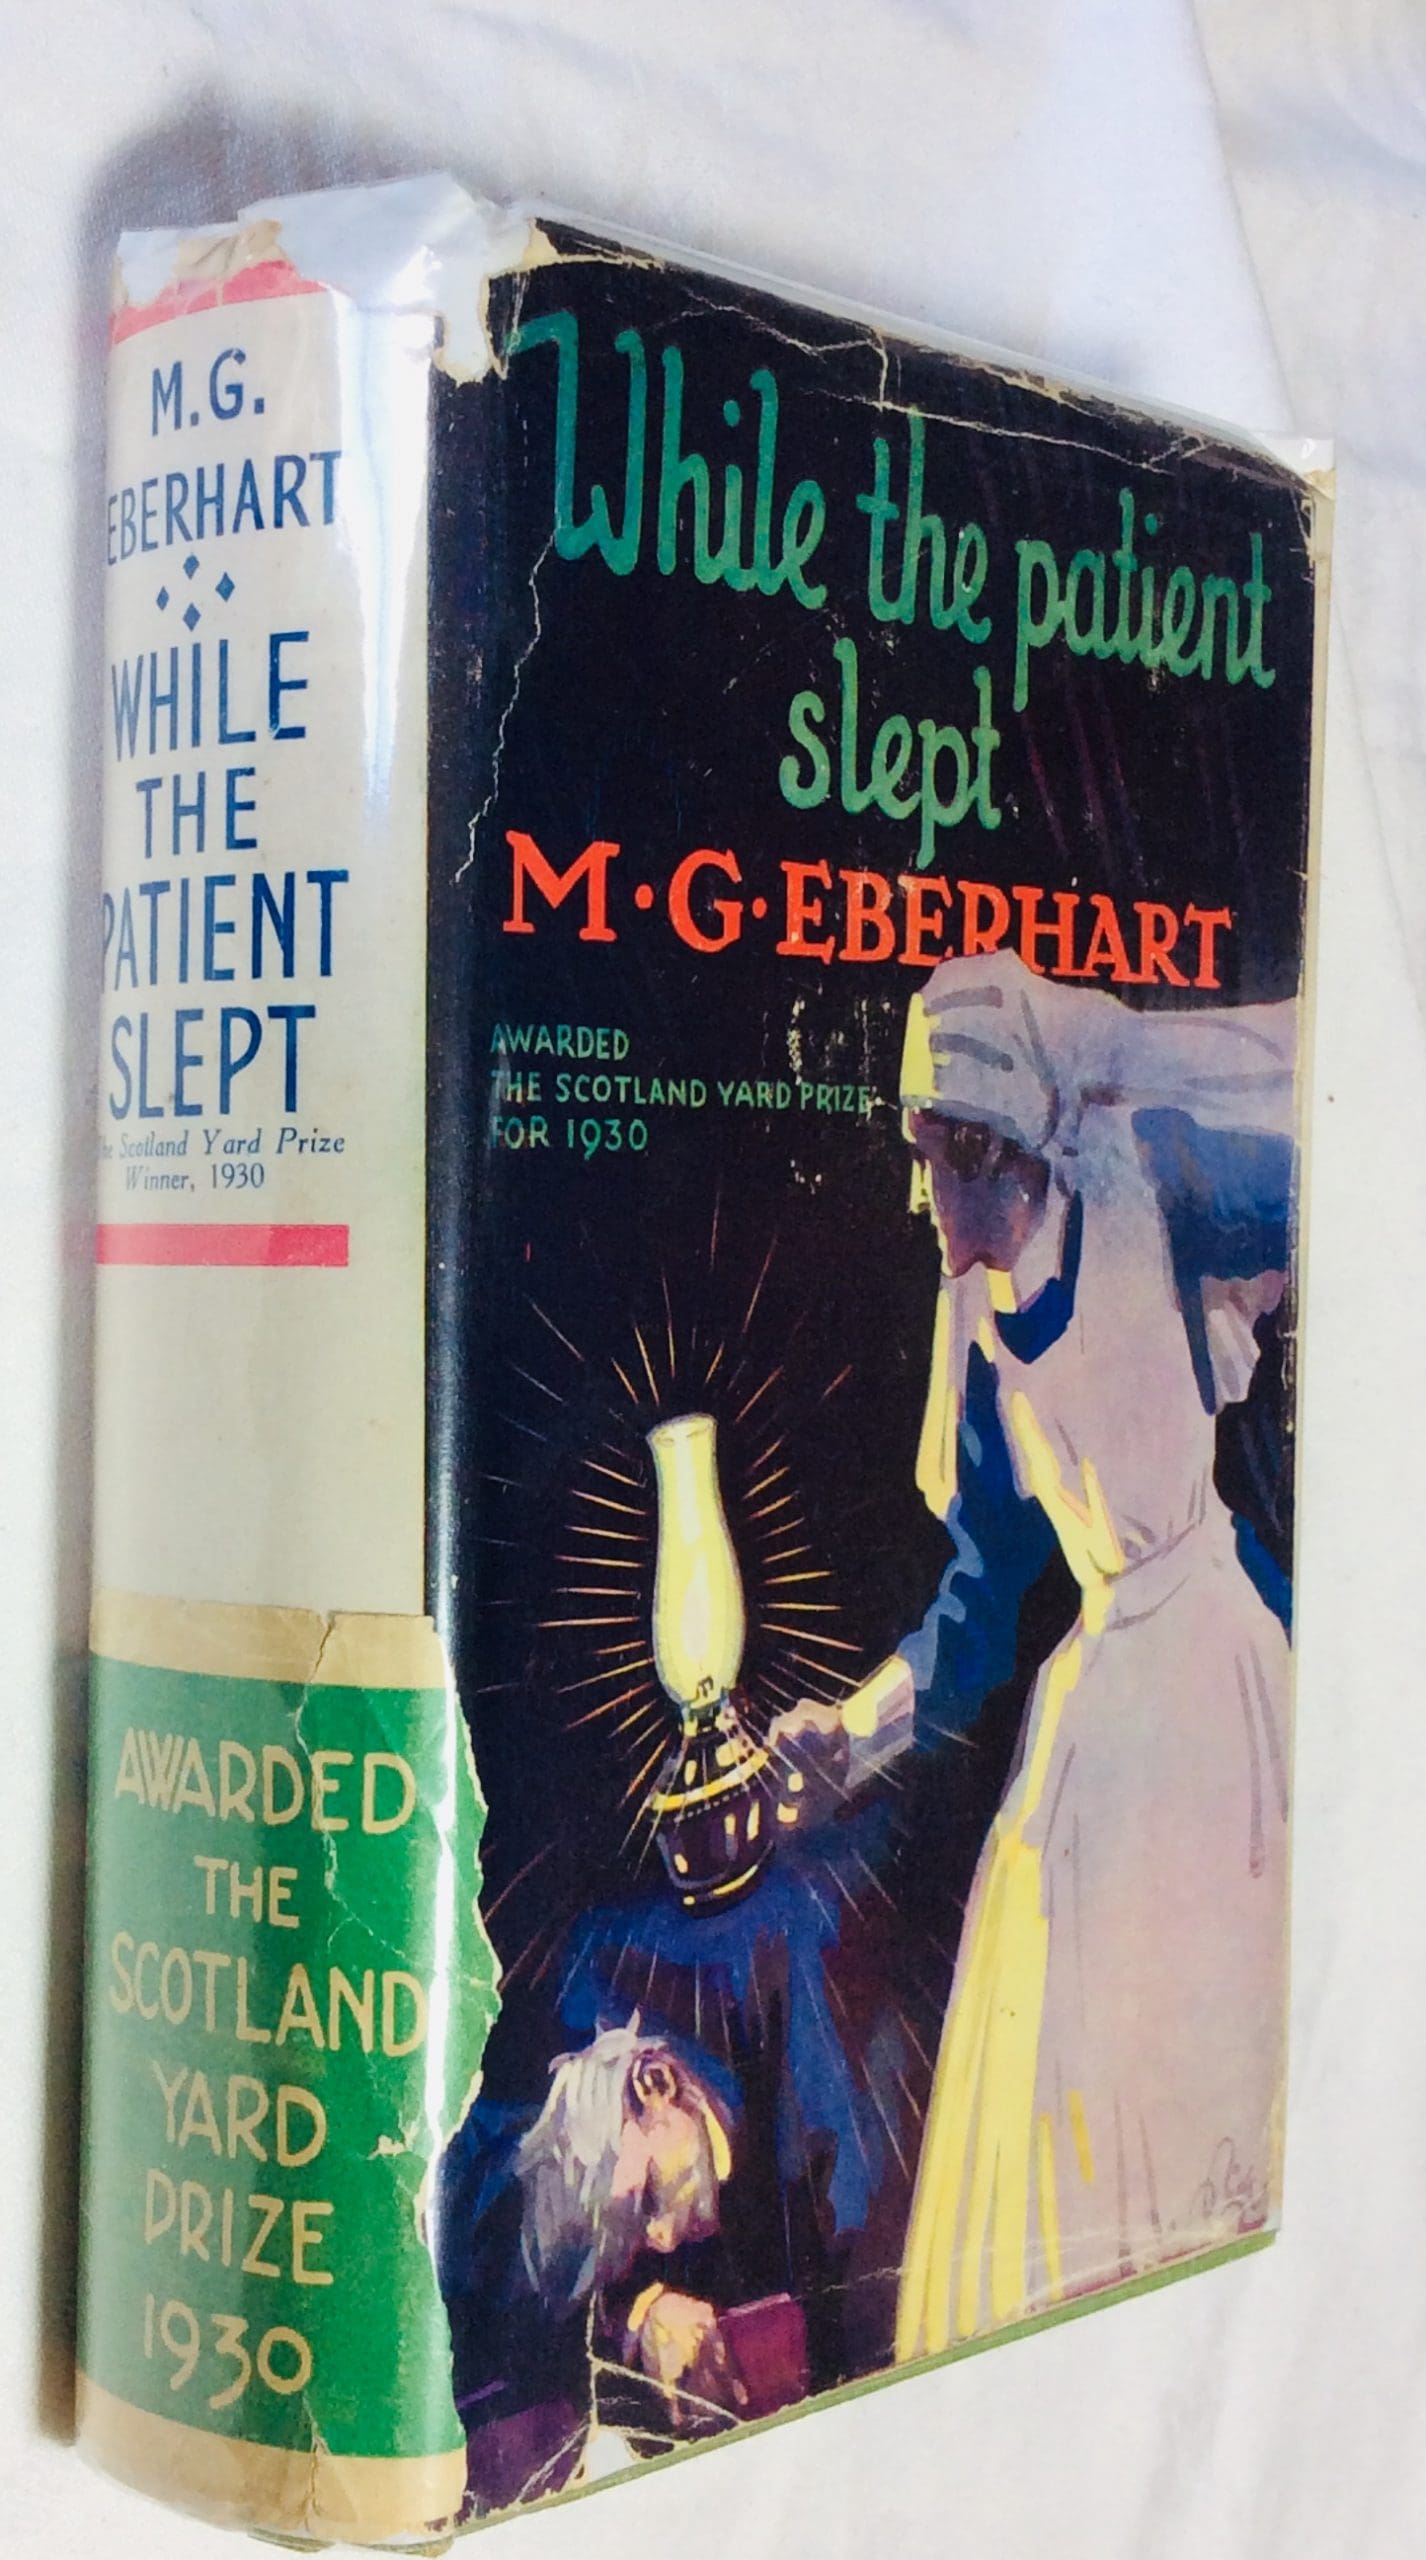 M.G.
EBERHART
WHILE
THE
PATIENT
SLEPT
Scotland Yard Prize
Winner, 1930
AWARDED
THE
SCOTLAND
YARD
PRIZE
1930
While the patient
slept
M·G·EBERHART
AWARDED
THE SCOTLAND YARD PRIZE
FOR 1930